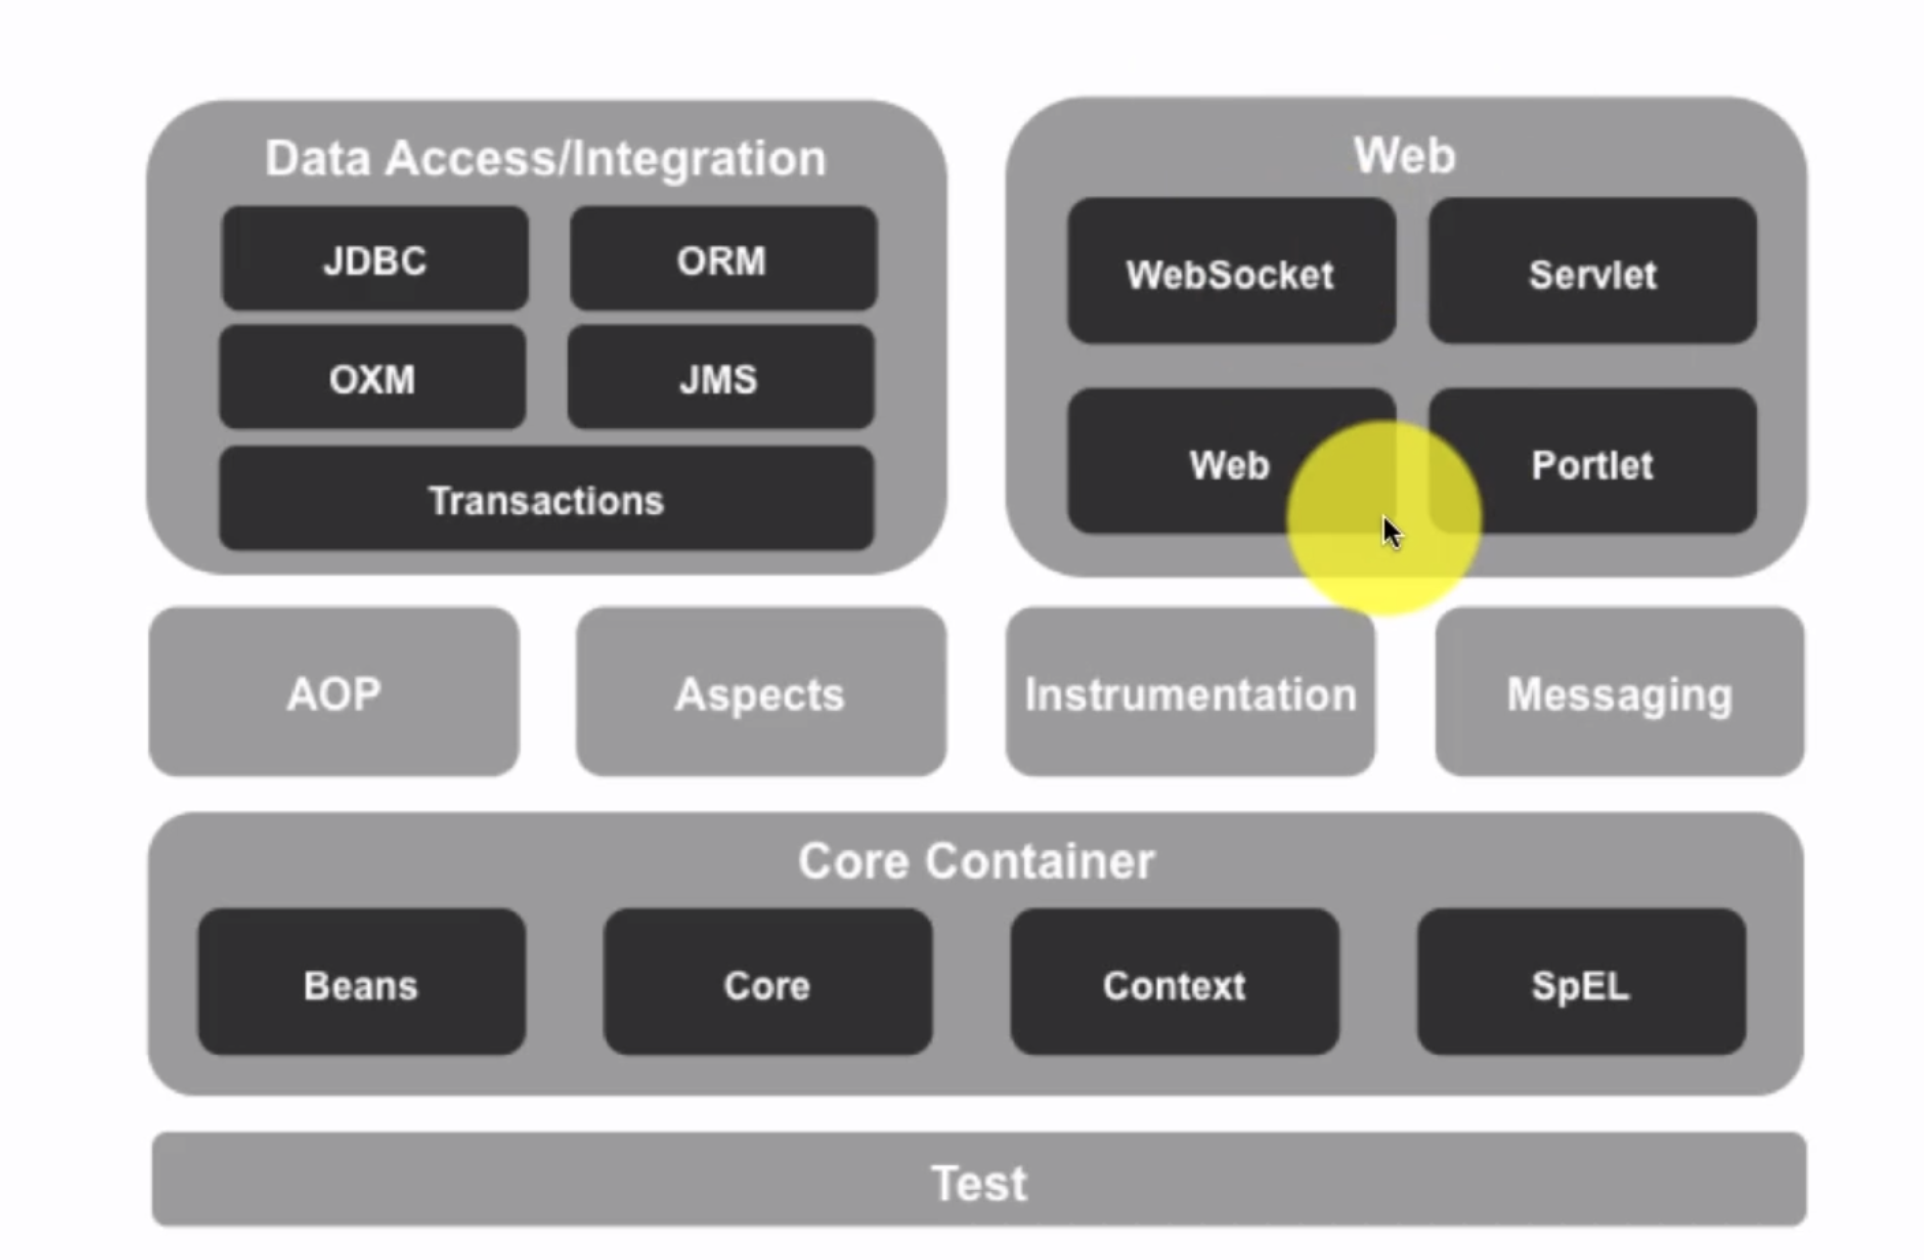 Data Access/Integration
JDBC
ORM
OXM
JMS
Transactions
Web
WebSocket
Servlet
Web
Portlet
AOP
Aspects
Instrumentation
Messaging
Core Container
Beans
Core
Context
SpEL
Test